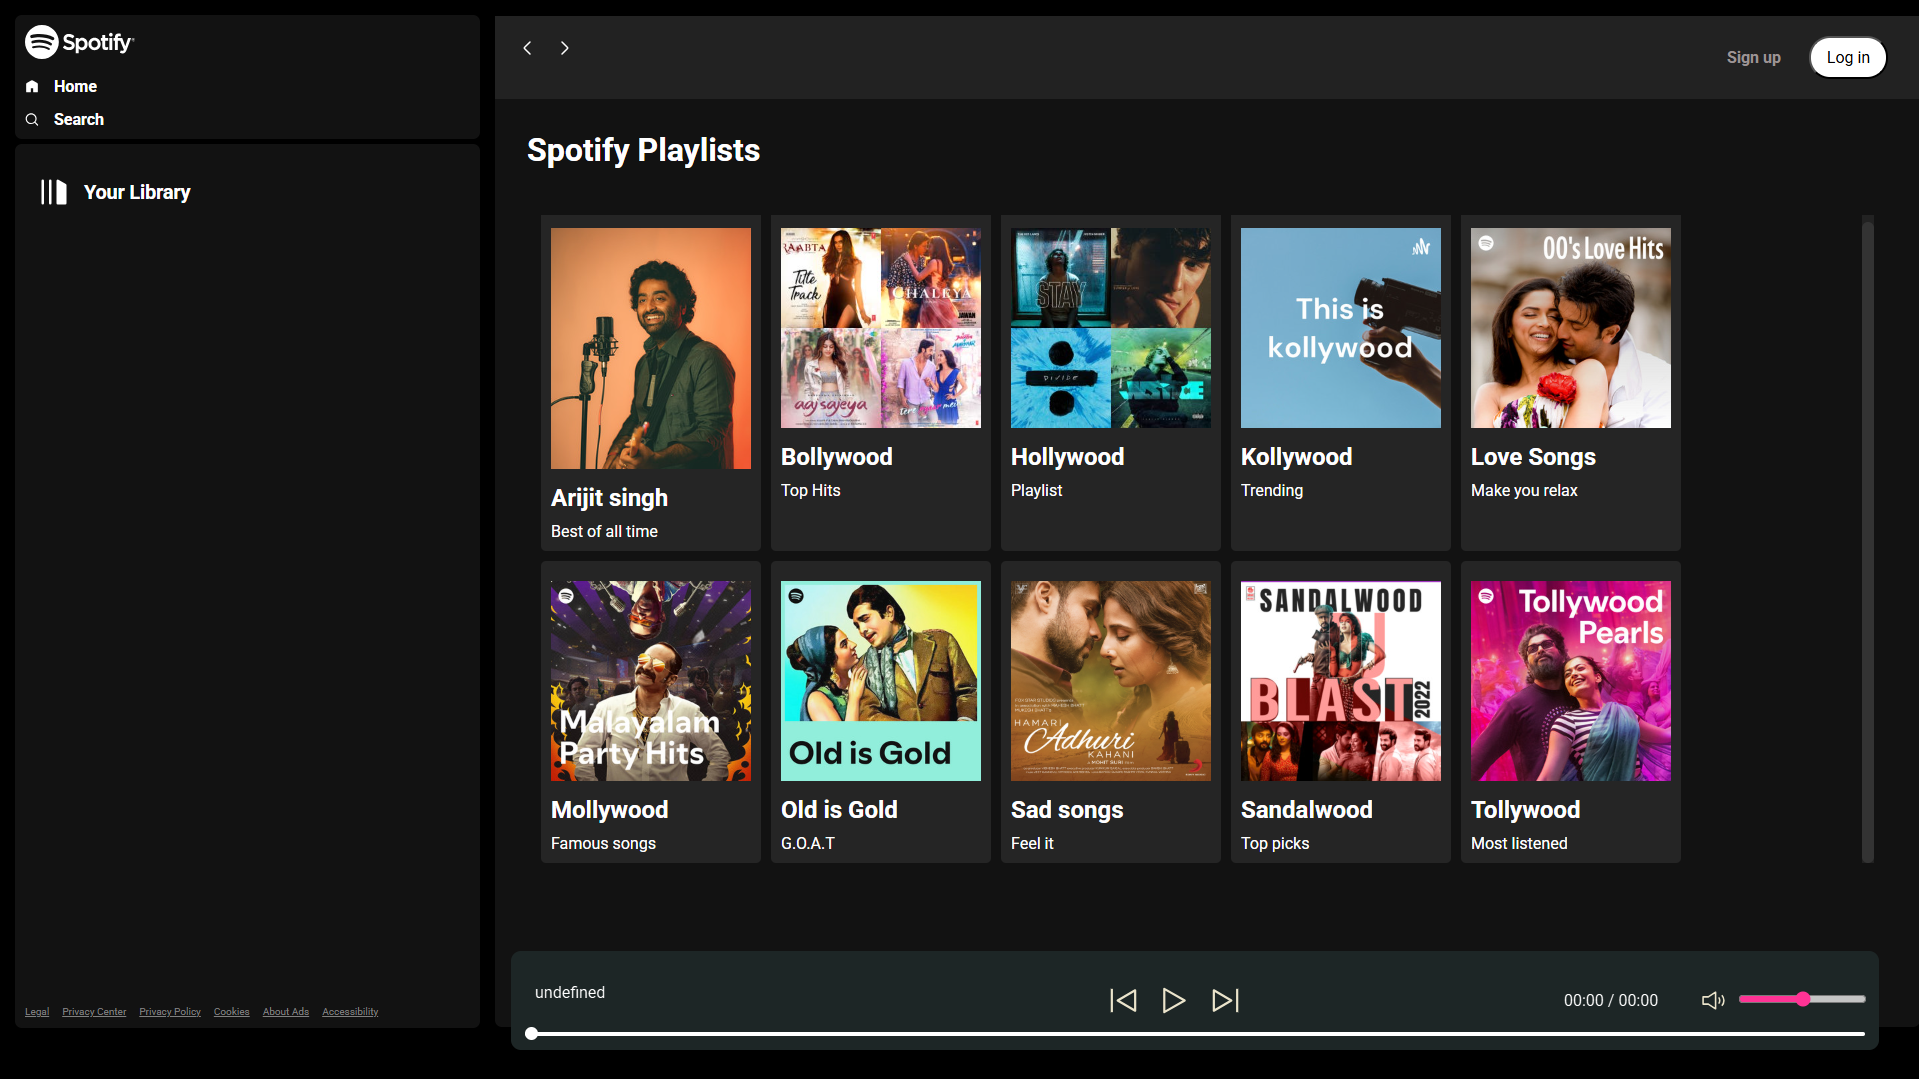 Spotify
Home
Search
Your Library
Legal Privacy Center Privacy Policy Cookies About Ads Accessibility
Sign up
Log in
Spotify Playlists
RAABTA
Title
Track
CHALEYA
JAWAN
aaj sajeya
Arijit singh
Best of all time
Bollywood
Top Hits
STAY
DIVIDE
JUSTICE
Hollywood
Playlist
This is
kollywood
Kollywood
Trending
00's Love Hits
Love Songs
Make you relax
Malayalam
Party Hits
Mollywood
Famous songs
Old is Gold
Old is Gold
G.O.A.T
HAMARI
Adhuri
KAHANI
Sad songs
Feel it
SANDALWOOD
BLAST
2022
Sandalwood
Top picks
Tollywood
Pearls
Tollywood
Most listened
undefined
00:00 / 00:00